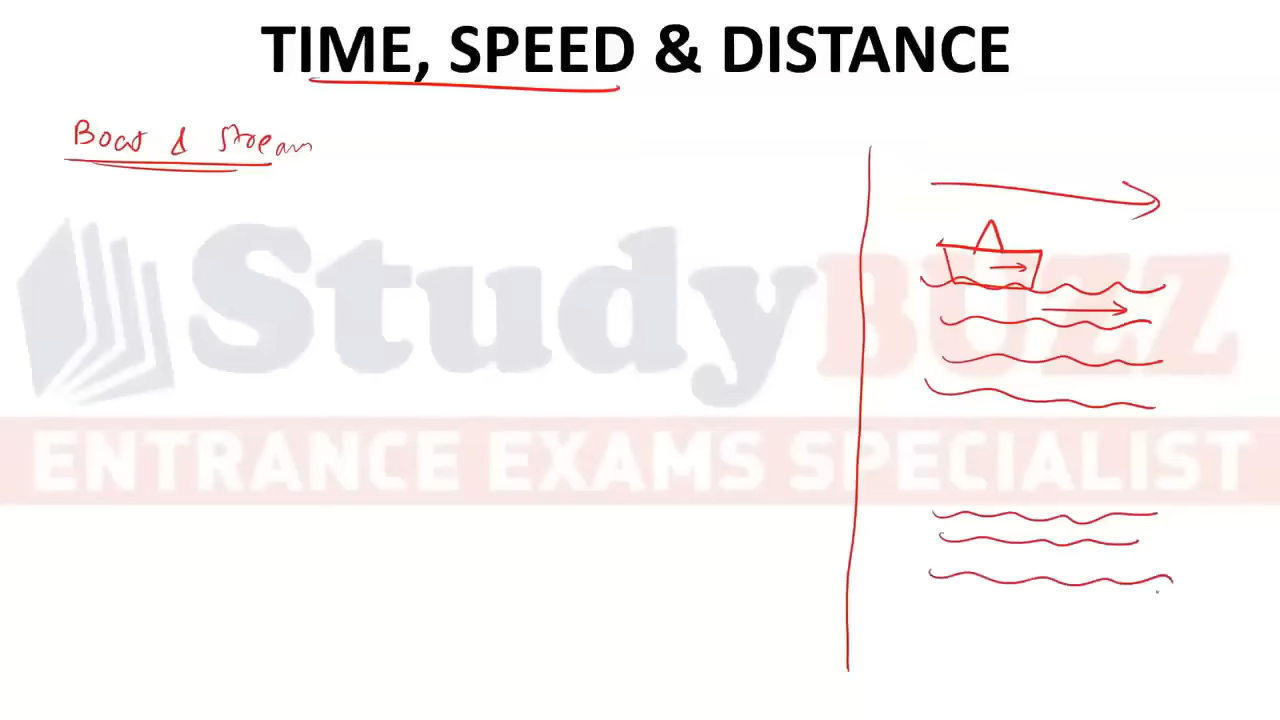 TIME, SPEED & DISTANCE
Boat & Stream
StudyBUZZ
ENTRANCE EXAMS SPECIALIST